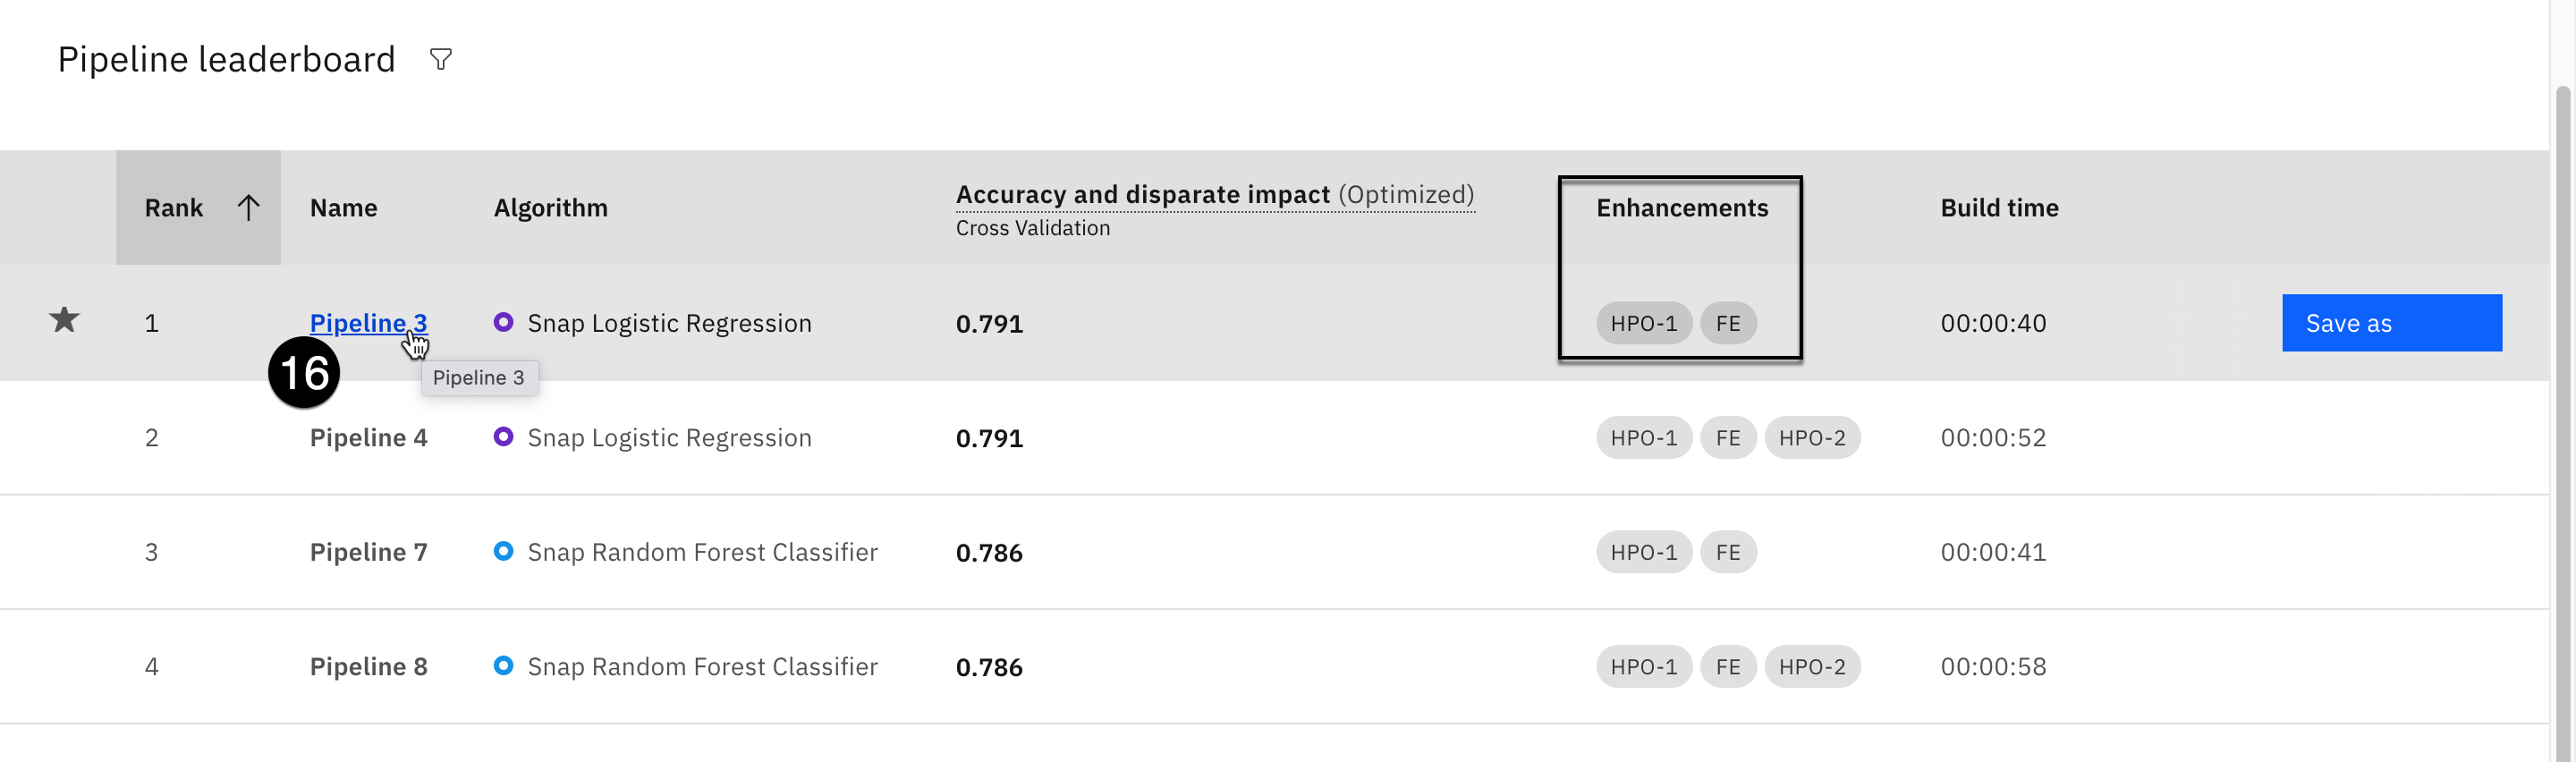 Pipeline leaderboard
Rank Name Algorithm Accuracy and disparate impact (Optimized) Enhancements Build time
Cross Validation
1 Pipeline 3 Snap Logistic Regression 0.791 HPO-1 FE 00:00:40 Save as
16 Pipeline 3
2 Pipeline 4 Snap Logistic Regression 0.791 HPO-1 FE HPO-2 00:00:52
3 Pipeline 7 Snap Random Forest Classifier 0.786 HPO-1 FE 00:00:41
4 Pipeline 8 Snap Random Forest Classifier 0.786 HPO-1 FE HPO-2 00:00:58